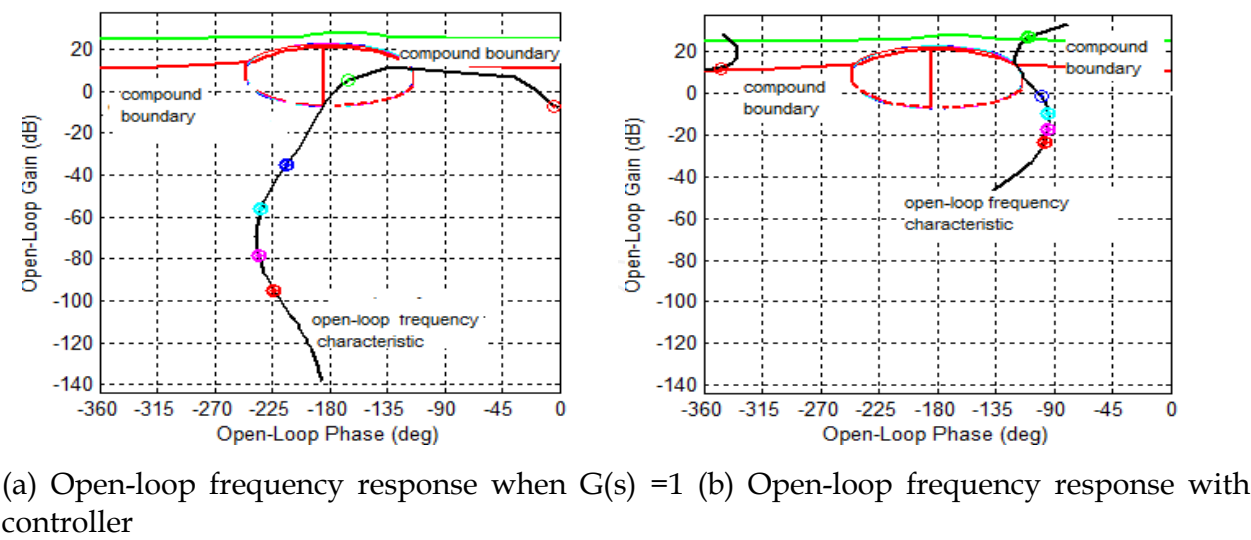 20
0
-20
-40
-60
-80
-100
-120
-140
Open-Loop Gain (dB)
compound boundary
compound
boundary
open-loop frequency
characteristic
-360 -315 -270 -225 -180 -135 -90 -45 0
Open-Loop Phase (deg)
20
0
-20
-40
-60
-80
-100
-120
-140
Open-Loop Gain (dB)
compound
boundary
compound
boundary
open-loop frequency
characteristic
-360 -315 -270 -225 -180 -135 -90 -45 0
Open-Loop Phase (deg)
(a) Open-loop frequency response when G(s) =1 (b) Open-loop frequency response with
controller